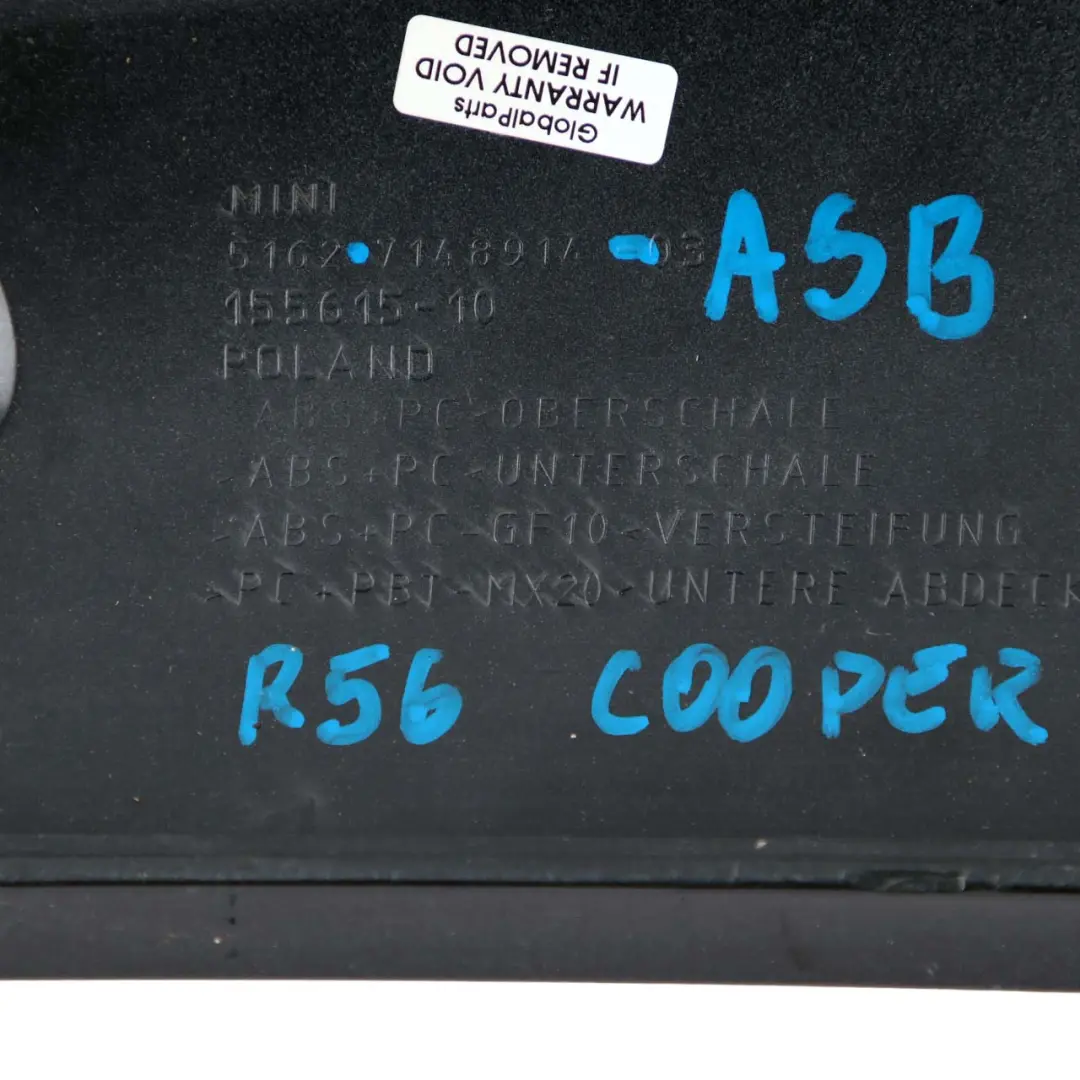 GlobalParts
WARRANTY VOID
IF REMOVED
MINI
5162•7148914-03 ASB
155615-10
POLAND
ABS+PC-OBERSCHALE
ABS+PC-UNTERSCHALE
>ABS+PC-GF10<VERSTEIFUNG
>PC+PBT-MX20<UNTERE ABDECK
R56 COOPER